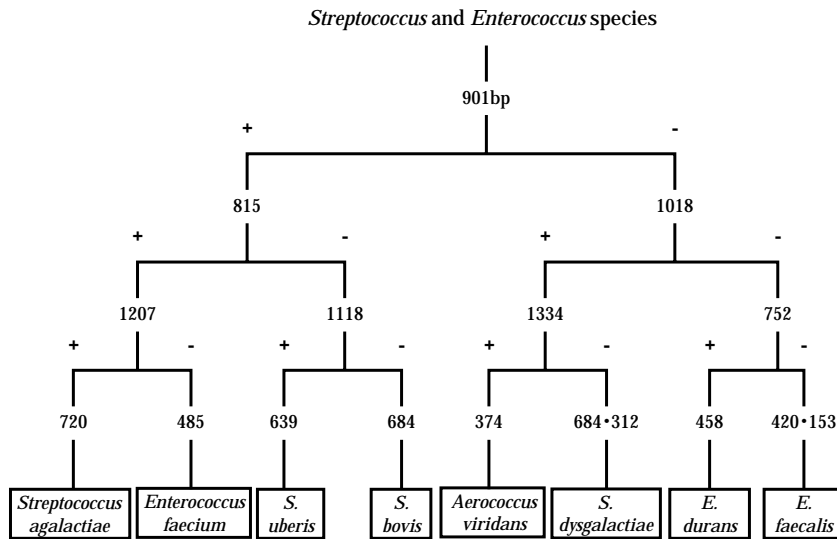 Streptococcus and Enterococcus species
901bp
+ -
815 1018
+ - + -
1207 1118 1334 752
+ - + - + - + -
720 485 639 684 374 684•312 458 420•153
Streptococcus agalactiae
Enterococcus faecium
S. uberis
S. bovis
Aerococcus viridans
S. dysgalactiae
E. durans
E. faecalis